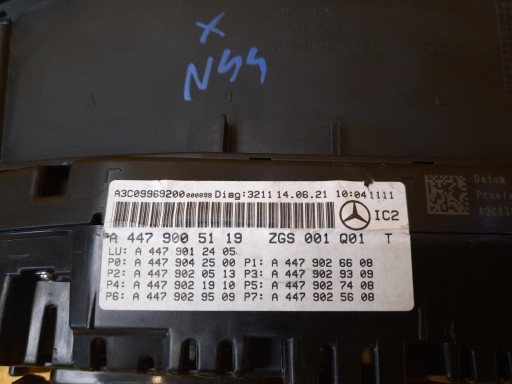 X
N44
A3C09969200000099 Diag:3211 14.06.21 10:041111
IC2
A 447 900 51 19 ZGS 001 Q01 T
LU: A 447 901 24 05
P0: A 447 904 25 00 P1: A 447 902 66 08
P2: A 447 902 05 13 P3: A 447 902 93 09
P4: A 447 902 19 10 P5: A 447 902 74 08
P6: A 447 902 95 09 P7: A 447 902 56 08
Datum